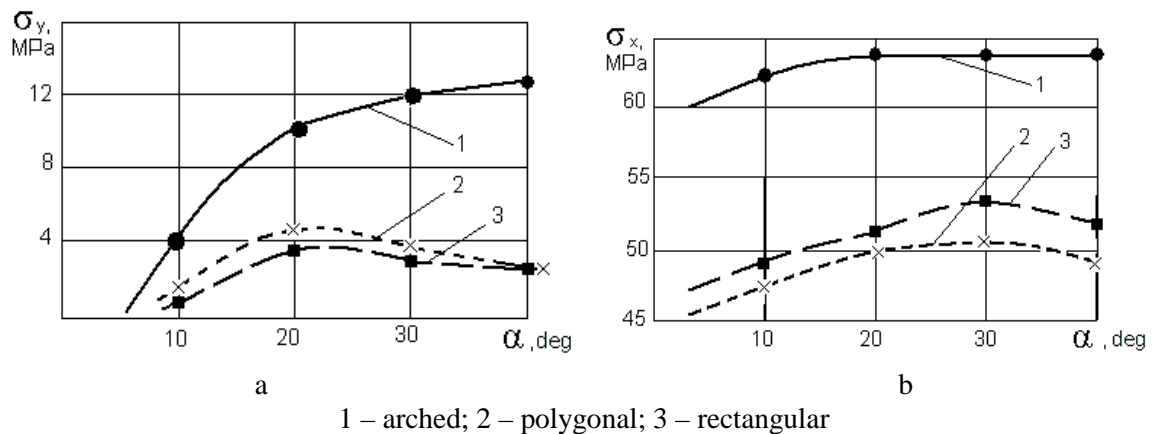 σy,
MPa
12
8
4
10
20
30
α ,deg
1
2
3
a
σx,
MPa
60
55
50
45
10
20
30
α ,deg
1
2
3
b
1 – arched; 2 – polygonal; 3 – rectangular